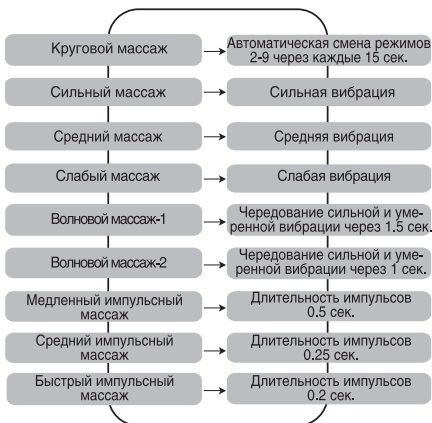 Круговой массаж
Автоматическая смена режимов
2-9 через каждые 15 сек.
Сильный массаж
Сильная вибрация
Средний массаж
Средняя вибрация
Слабый массаж
Слабая вибрация
Волновой массаж-1
Чередование сильной и уме-
ренной вибрации через 1.5 сек.
Волновой массаж-2
Чередование сильной и уме-
ренной вибрации через 1 сек.
Медленный импульсный
массаж
Длительность импульсов
0.5 сек.
Средний импульсный
массаж
Длительность импульсов
0.25 сек.
Быстрый импульсный
массаж
Длительность импульсов
0.2 сек.